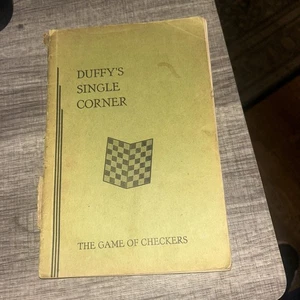 DUFFY'S
SINGLE
CORNER
THE GAME OF CHECKERS